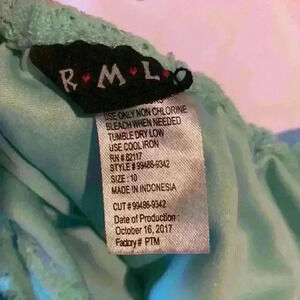 R♥M♥L♥
USE ONLY NON CHLORINE
BLEACH WHEN NEEDED
TUMBLE DRY LOW
USE COOL IRON
RN # 82117
STYLE # 99486-9342
SIZE : 10
MADE IN INDONESIA
CUT # 99486-9342
Date of Production :
October 16, 2017
Factory# PTM